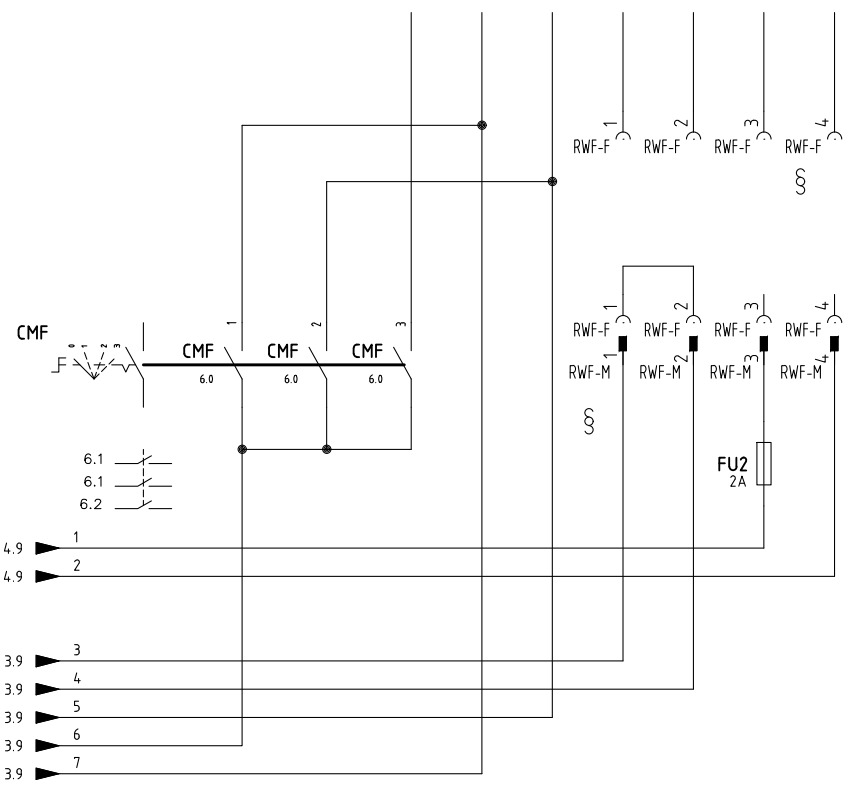 1 2 3 4
RWF-F RWF-F RWF-F RWF-F
§
1 2 3 4
1 2 3
CMF
0 1 2 3
CMF CMF CMF
6.0 6.0 6.0
RWF-F RWF-F RWF-F RWF-F
1 2 3 4
RWF-M RWF-M RWF-M RWF-M
§
6.1
6.1
6.2
FU2
2A
4.9 1
4.9 2
3.9 3
3.9 4
3.9 5
3.9 6
3.9 7